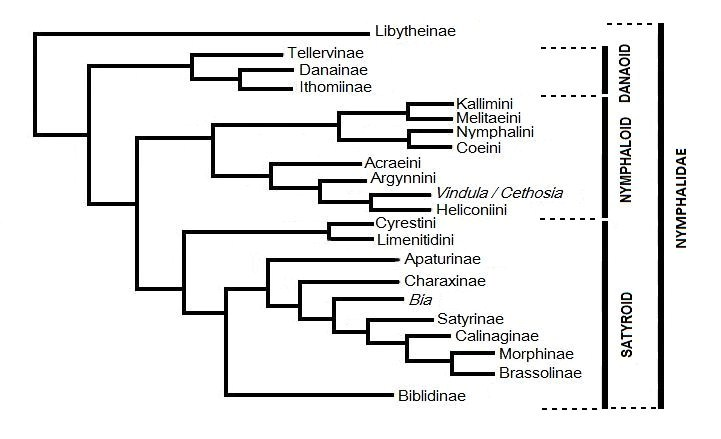 Libytheinae
Tellervinae
Danainae
Ithomiinae
Kallimini
Melitaeini
Nymphalini
Coeini
Acraeini
Argynnini
Vindula / Cethosia
Heliconiini
Cyrestini
Limenitidini
Apaturinae
Charaxinae
Bia
Satyrinae
Calinaginae
Morphinae
Brassolinae
Biblidinae
DANAOID
NYMPHALOID
SATYROID
NYMPHALIDAE